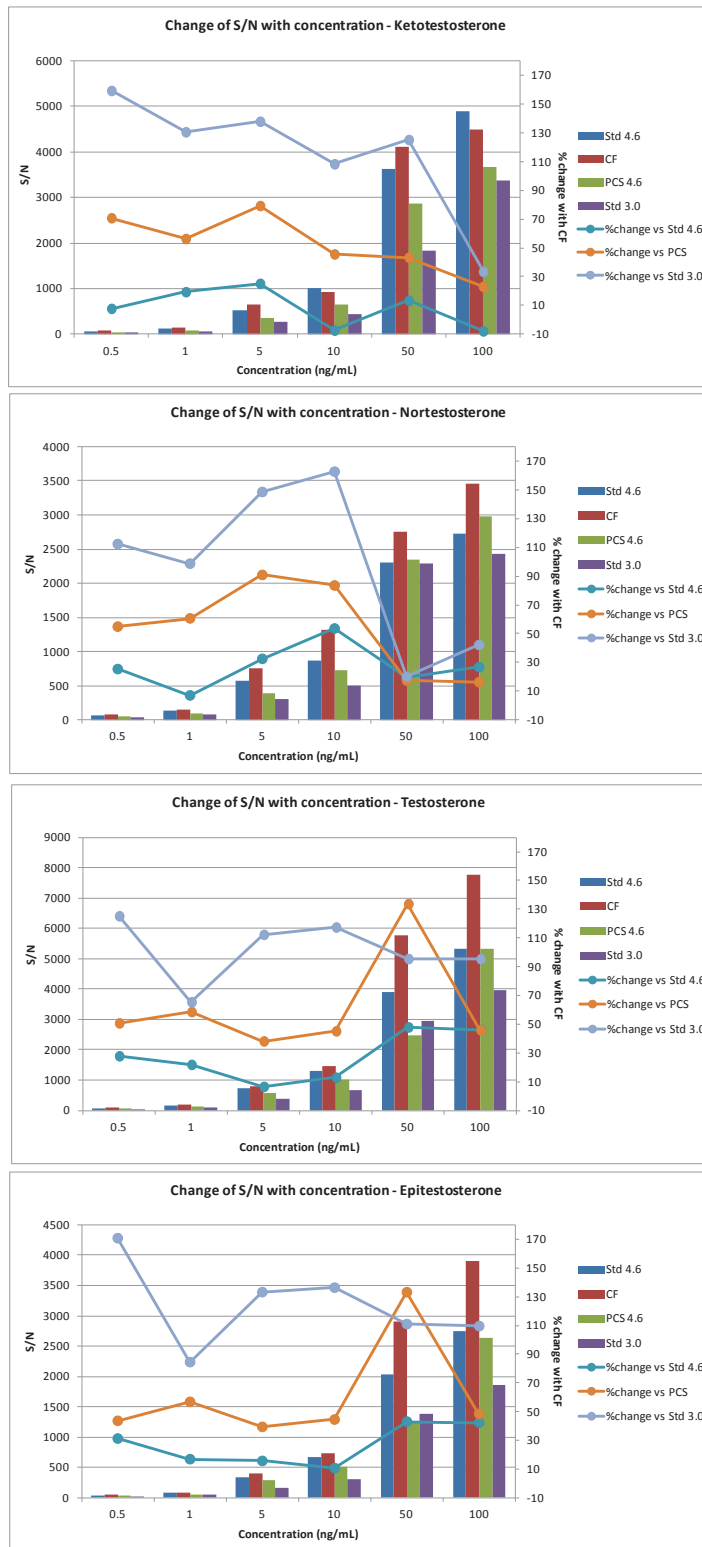 Change of S/N with concentration - Ketotestosterone
6000
5000
4000
3000
2000
1000
0
S/N
0.5 1 5 10 50 100
Concentration (ng/mL)
170
150
130
110
90
70
50
30
10
-10
% change with CF
Std 4.6
CF
PCS 4.6
Std 3.0
%change vs Std 4.6
%change vs PCS
%change vs Std 3.0
Change of S/N with concentration - Nortestosterone
4000
3500
3000
2500
2000
1500
1000
500
0
S/N
0.5 1 5 10 50 100
Concentration (ng/mL)
170
150
130
110
90
70
50
30
10
-10
% change with CF
Std 4.6
CF
PCS 4.6
Std 3.0
%change vs Std 4.6
%change vs PCS
%change vs Std 3.0
Change of S/N with concentration - Testosterone
9000
8000
7000
6000
5000
4000
3000
2000
1000
0
S/N
0.5 1 5 10 50 100
Concentration (ng/mL)
170
150
130
110
90
70
50
30
10
-10
% change with CF
Std 4.6
CF
PCS 4.6
Std 3.0
%change vs Std 4.6
%change vs PCS
%change vs Std 3.0
Change of S/N with concentration - Epitestosterone
4500
4000
3500
3000
2500
2000
1500
1000
500
0
S/N
0.5 1 5 10 50 100
Concentration (ng/mL)
170
150
130
110
90
70
50
30
10
-10
% change with CF
Std 4.6
CF
PCS 4.6
Std 3.0
%change vs Std 4.6
%change vs PCS
%change vs Std 3.0